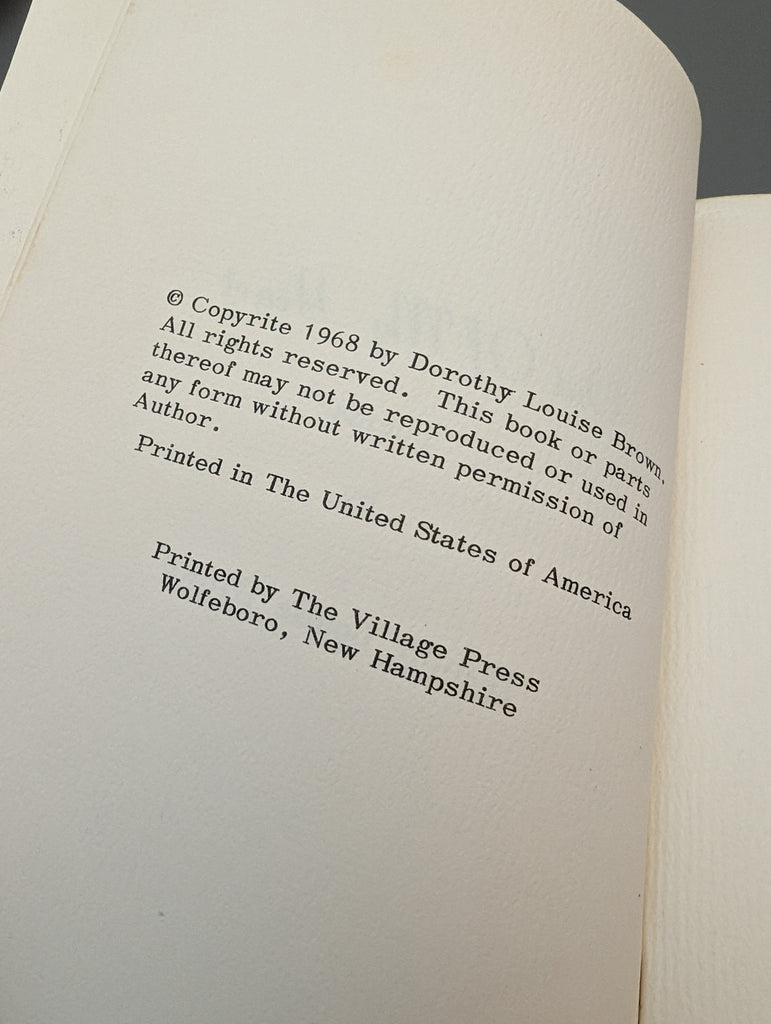 © Copyrite 1968 by Dorothy Louise Brown.
All rights reserved. This book or parts
thereof may not be reproduced or used in
any form without written permission of
Author.
Printed in The United States of America
Printed by The Village Press
Wolfeboro, New Hampshire